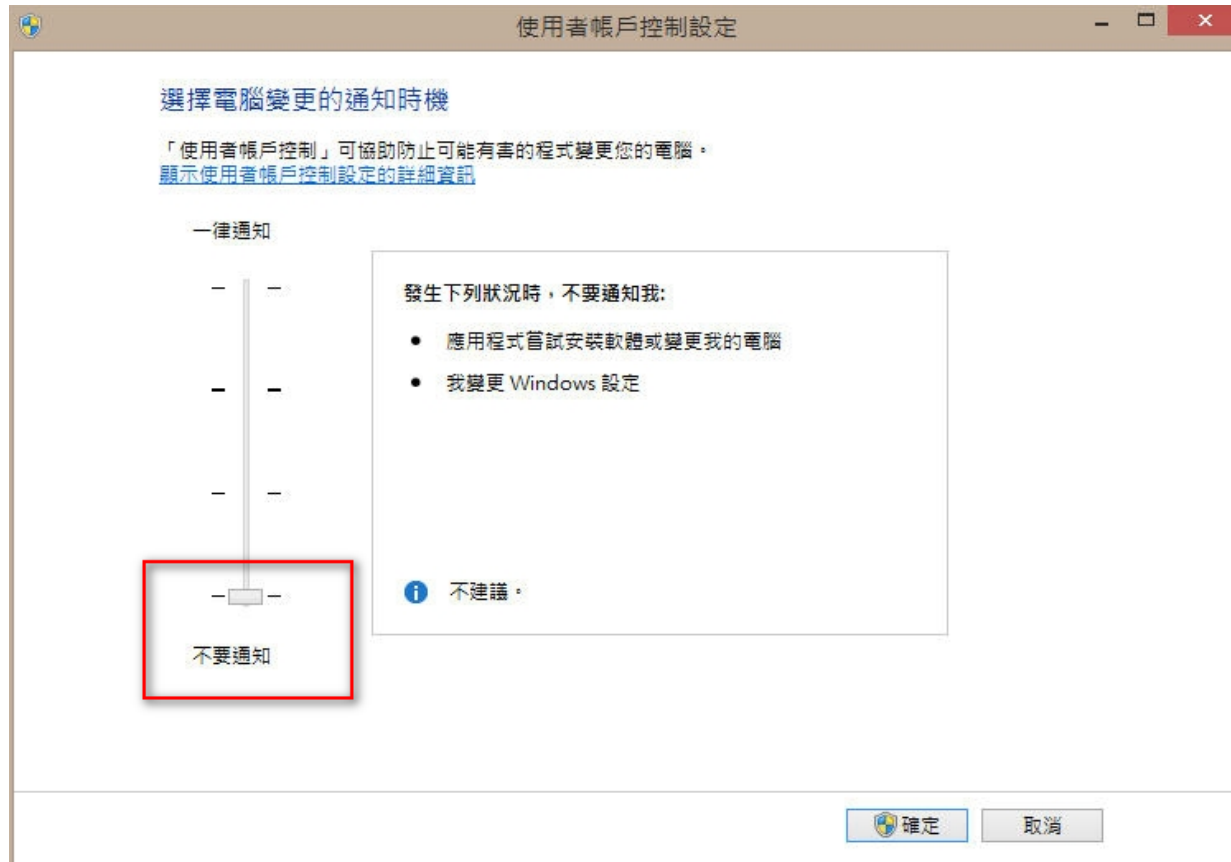 使用者帳戶控制設定
選擇電腦變更的通知時機
「使用者帳戶控制」可協助防止可能有害的程式變更您的電腦。
顯示使用者帳戶控制設定的詳細資訊
一律通知
發生下列狀況時，不要通知我:
● 應用程式嘗試安裝軟體或變更我的電腦
● 我變更 Windows 設定
不建議。
不要通知
確定
取消